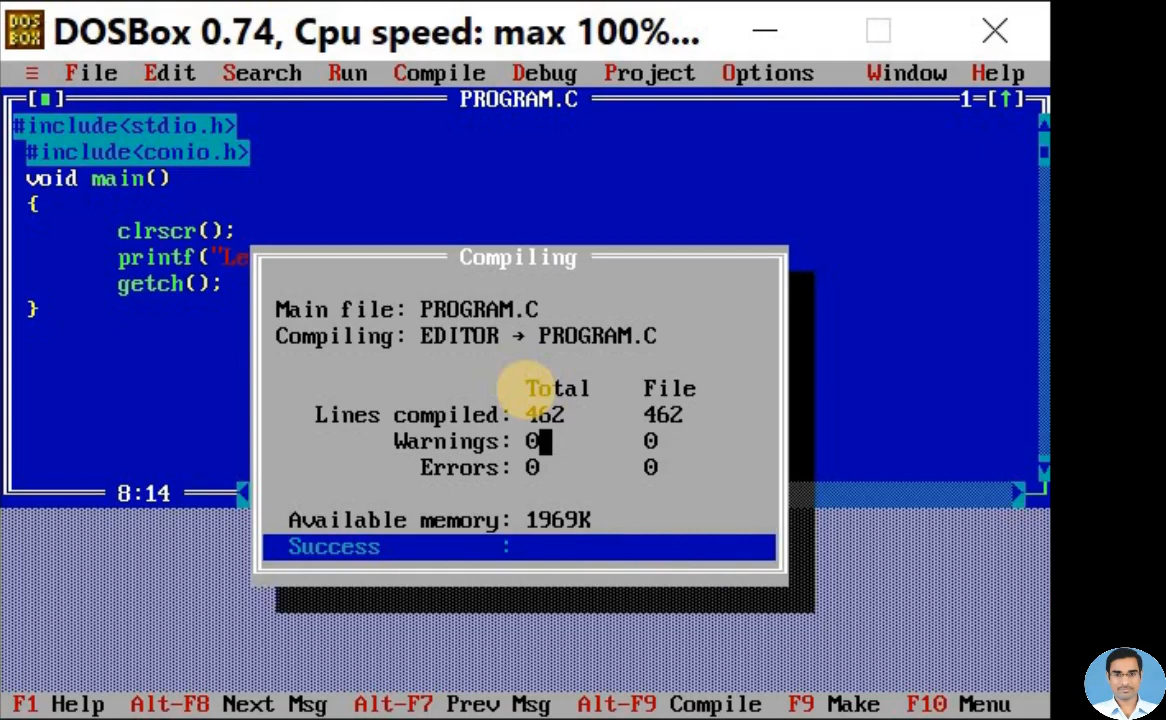 DOS
BOX
DOSBox 0.74, Cpu speed: max 100%...
≡ File Edit Search Run Compile Debug Project Options Window Help
[■] PROGRAM.C 1=[↑]
#include<stdio.h>
#include<conio.h>
void main()
{
clrscr();
printf("Le
getch();
}
8:14
Compiling
Main file: PROGRAM.C
Compiling: EDITOR → PROGRAM.C
Total File
Lines compiled: 462 462
Warnings: 0 0
Errors: 0 0
Available memory: 1969K
Success :
F1 Help Alt-F8 Next Msg Alt-F7 Prev Msg Alt-F9 Compile F9 Make F10 Menu